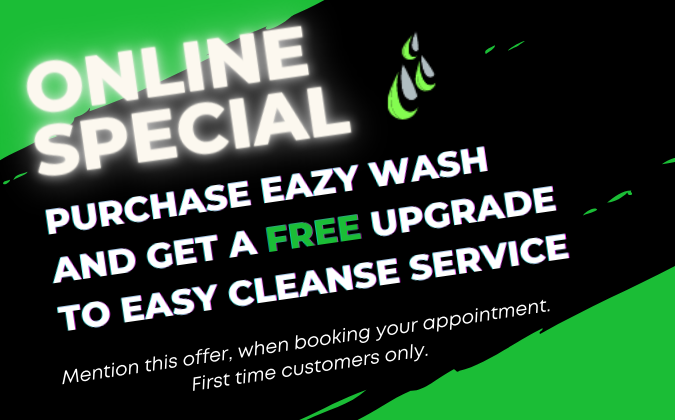 ONLINE
SPECIAL
PURCHASE EAZY WASH
AND GET A FREE UPGRADE
TO EASY CLEANSE SERVICE
Mention this offer, when booking your appointment.
First time customers only.